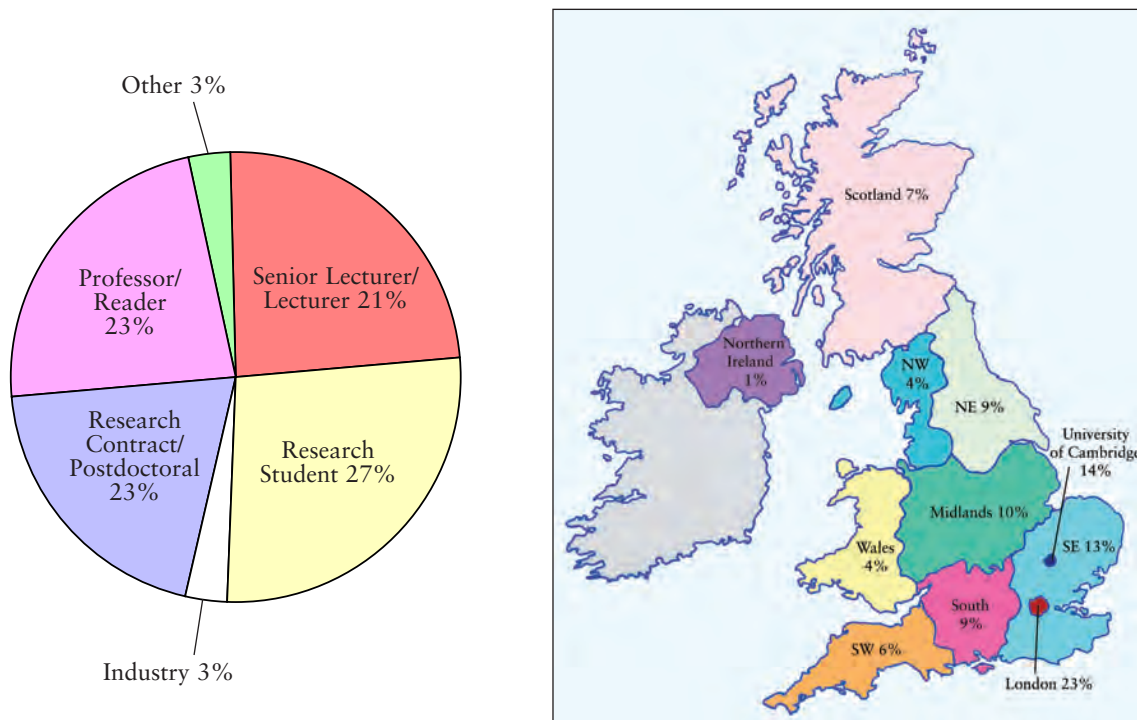 Other 3%
Professor/
Reader
23%
Senior Lecturer/
Lecturer 21%
Research
Contract/
Postdoctoral
23%
Research
Student 27%
Industry 3%
Scotland 7%
Northern
Ireland
1%
NW
4%
NE 9%
University
of Cambridge
14%
Midlands 10%
SE 13%
Wales
4%
South
9%
SW 6%
London 23%